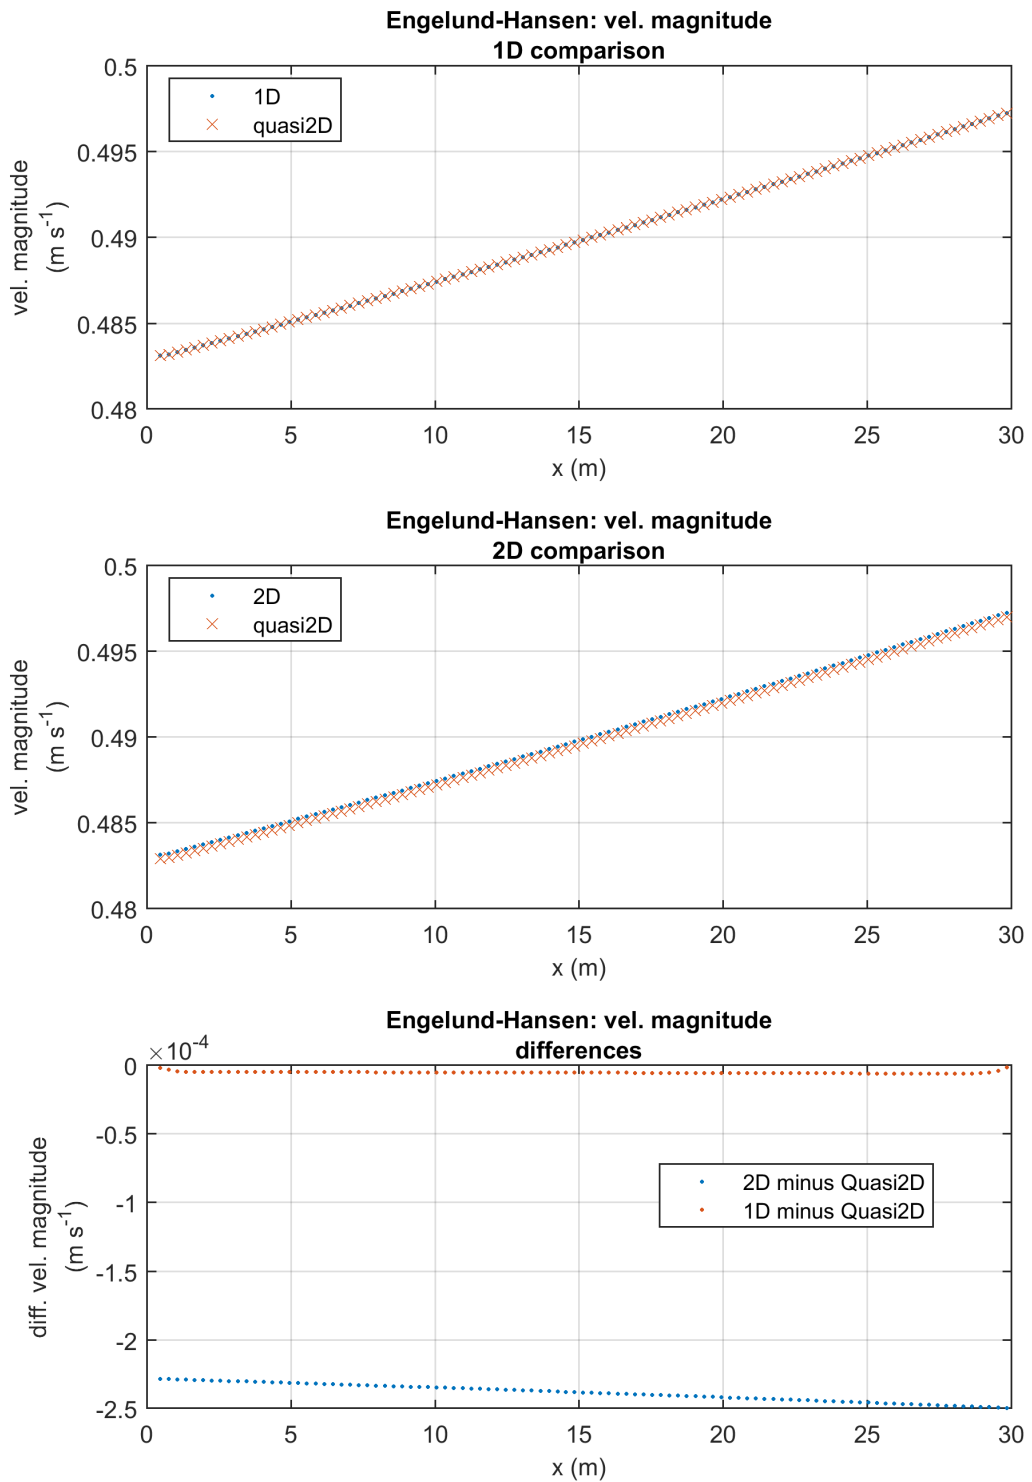 Engelund-Hansen: vel. magnitude
1D comparison
0.5
0.495
0.49
0.485
0.48
vel. magnitude
(m s-1)
1D
quasi2D
0 5 10 15 20 25 30
x (m)
Engelund-Hansen: vel. magnitude
2D comparison
0.5
0.495
0.49
0.485
0.48
vel. magnitude
(m s-1)
2D
quasi2D
0 5 10 15 20 25 30
x (m)
Engelund-Hansen: vel. magnitude
differences
×10-4
0
-0.5
-1
-1.5
-2
-2.5
diff. vel. magnitude
(m s-1)
2D minus Quasi2D
1D minus Quasi2D
0 5 10 15 20 25 30
x (m)